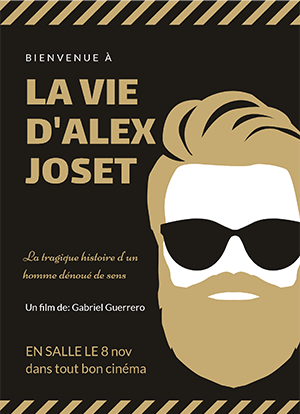 BIENVENUE À
LA VIE
D'ALEX
JOSET
La tragique histoire d'un
homme dénoué de sens
Un film de: Gabriel Guerrero
EN SALLE LE 8 nov
dans tout bon cinéma